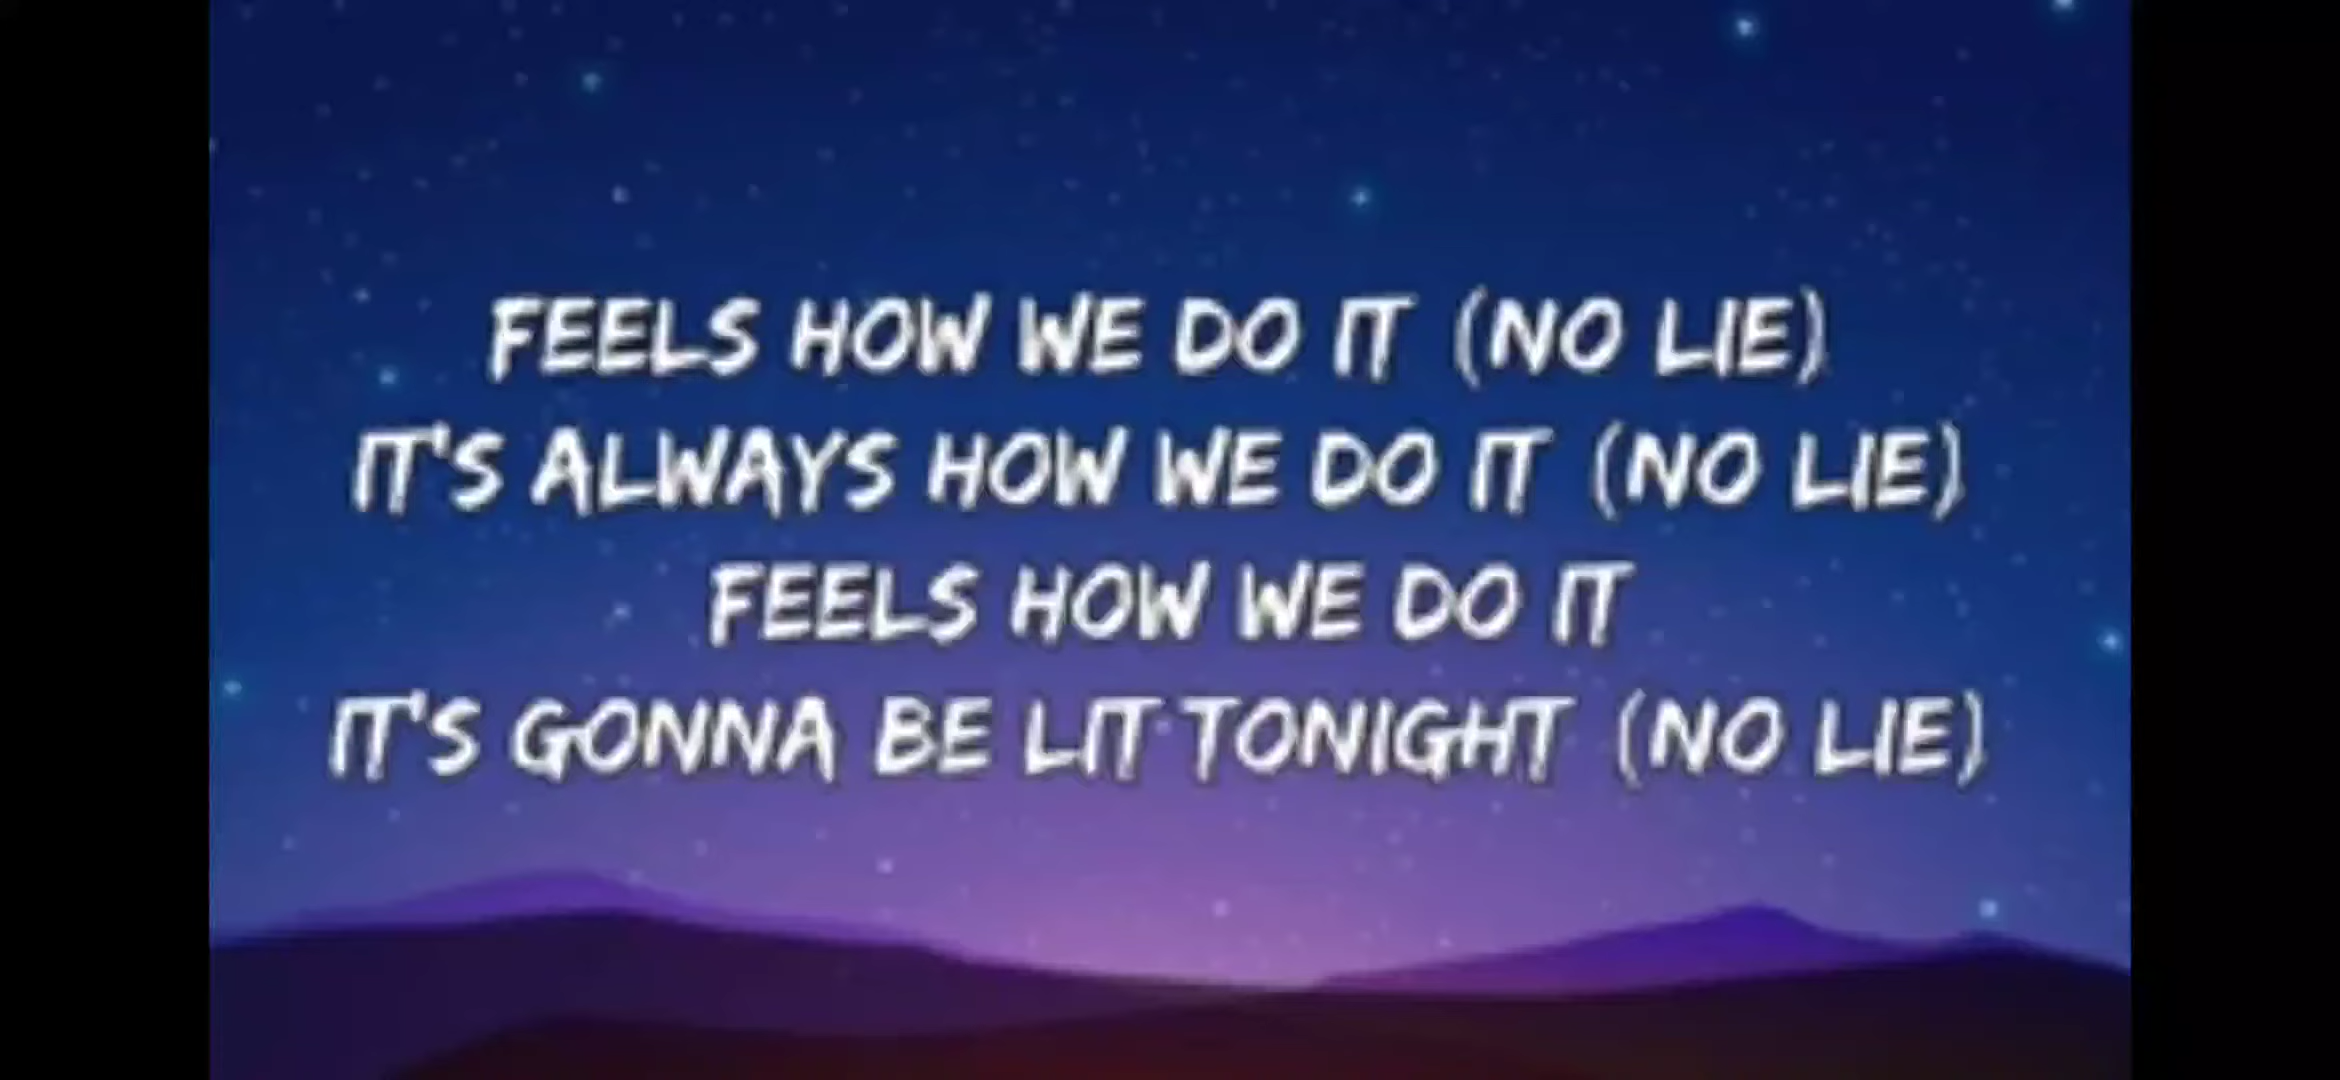 FEELS HOW WE DO IT (NO LIE)
IT'S ALWAYS HOW WE DO IT (NO LIE)
FEELS HOW WE DO IT
IT'S GONNA BE LIT TONIGHT (NO LIE)